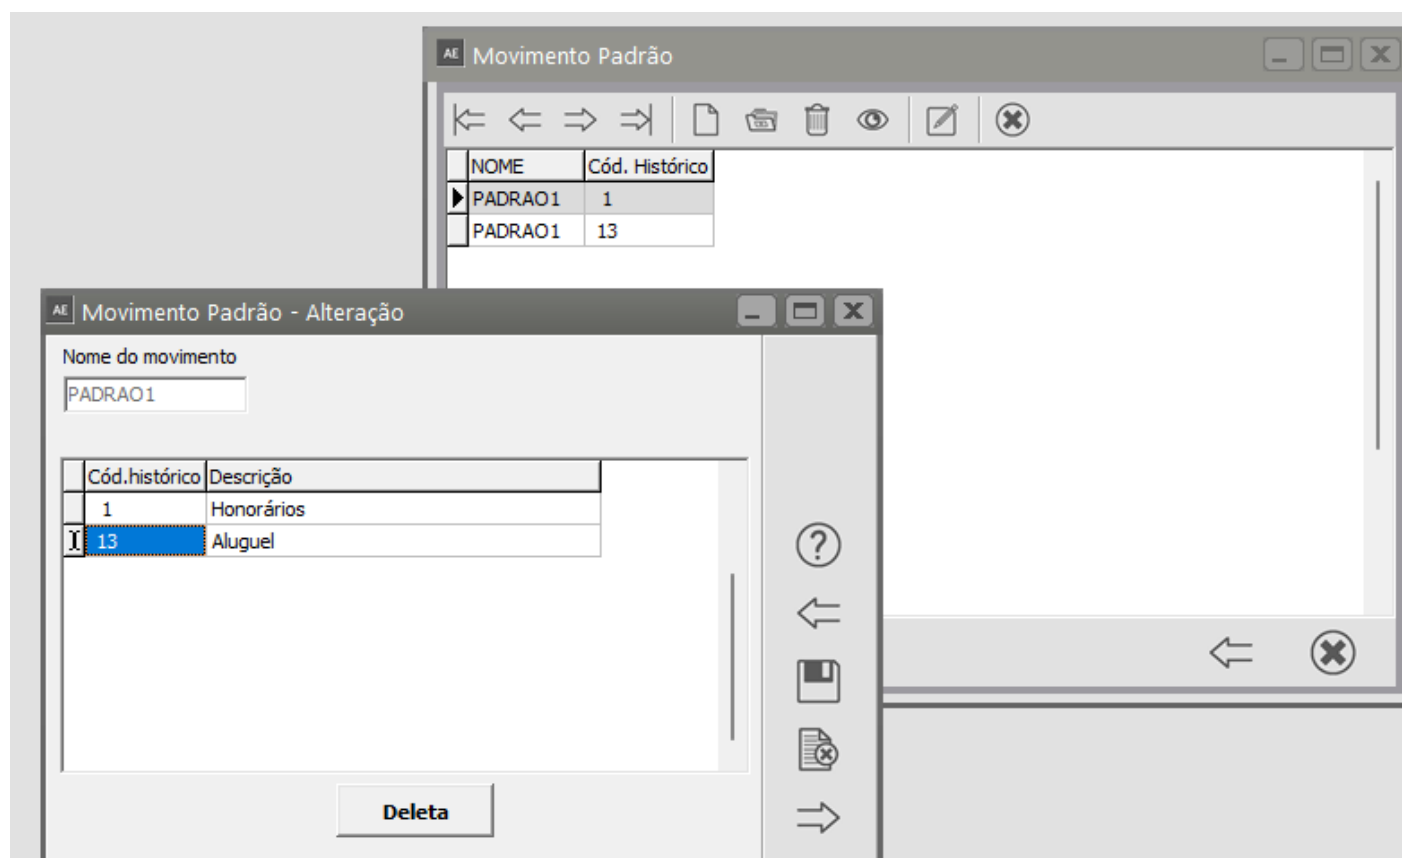 AE Movimento Padrão
NOME Cód. Histórico
PADRAO1 1
PADRAO1 13
AE Movimento Padrão - Alteração
Nome do movimento
PADRAO1
Cód.histórico Descrição
1 Honorários
13 Aluguel
Deleta